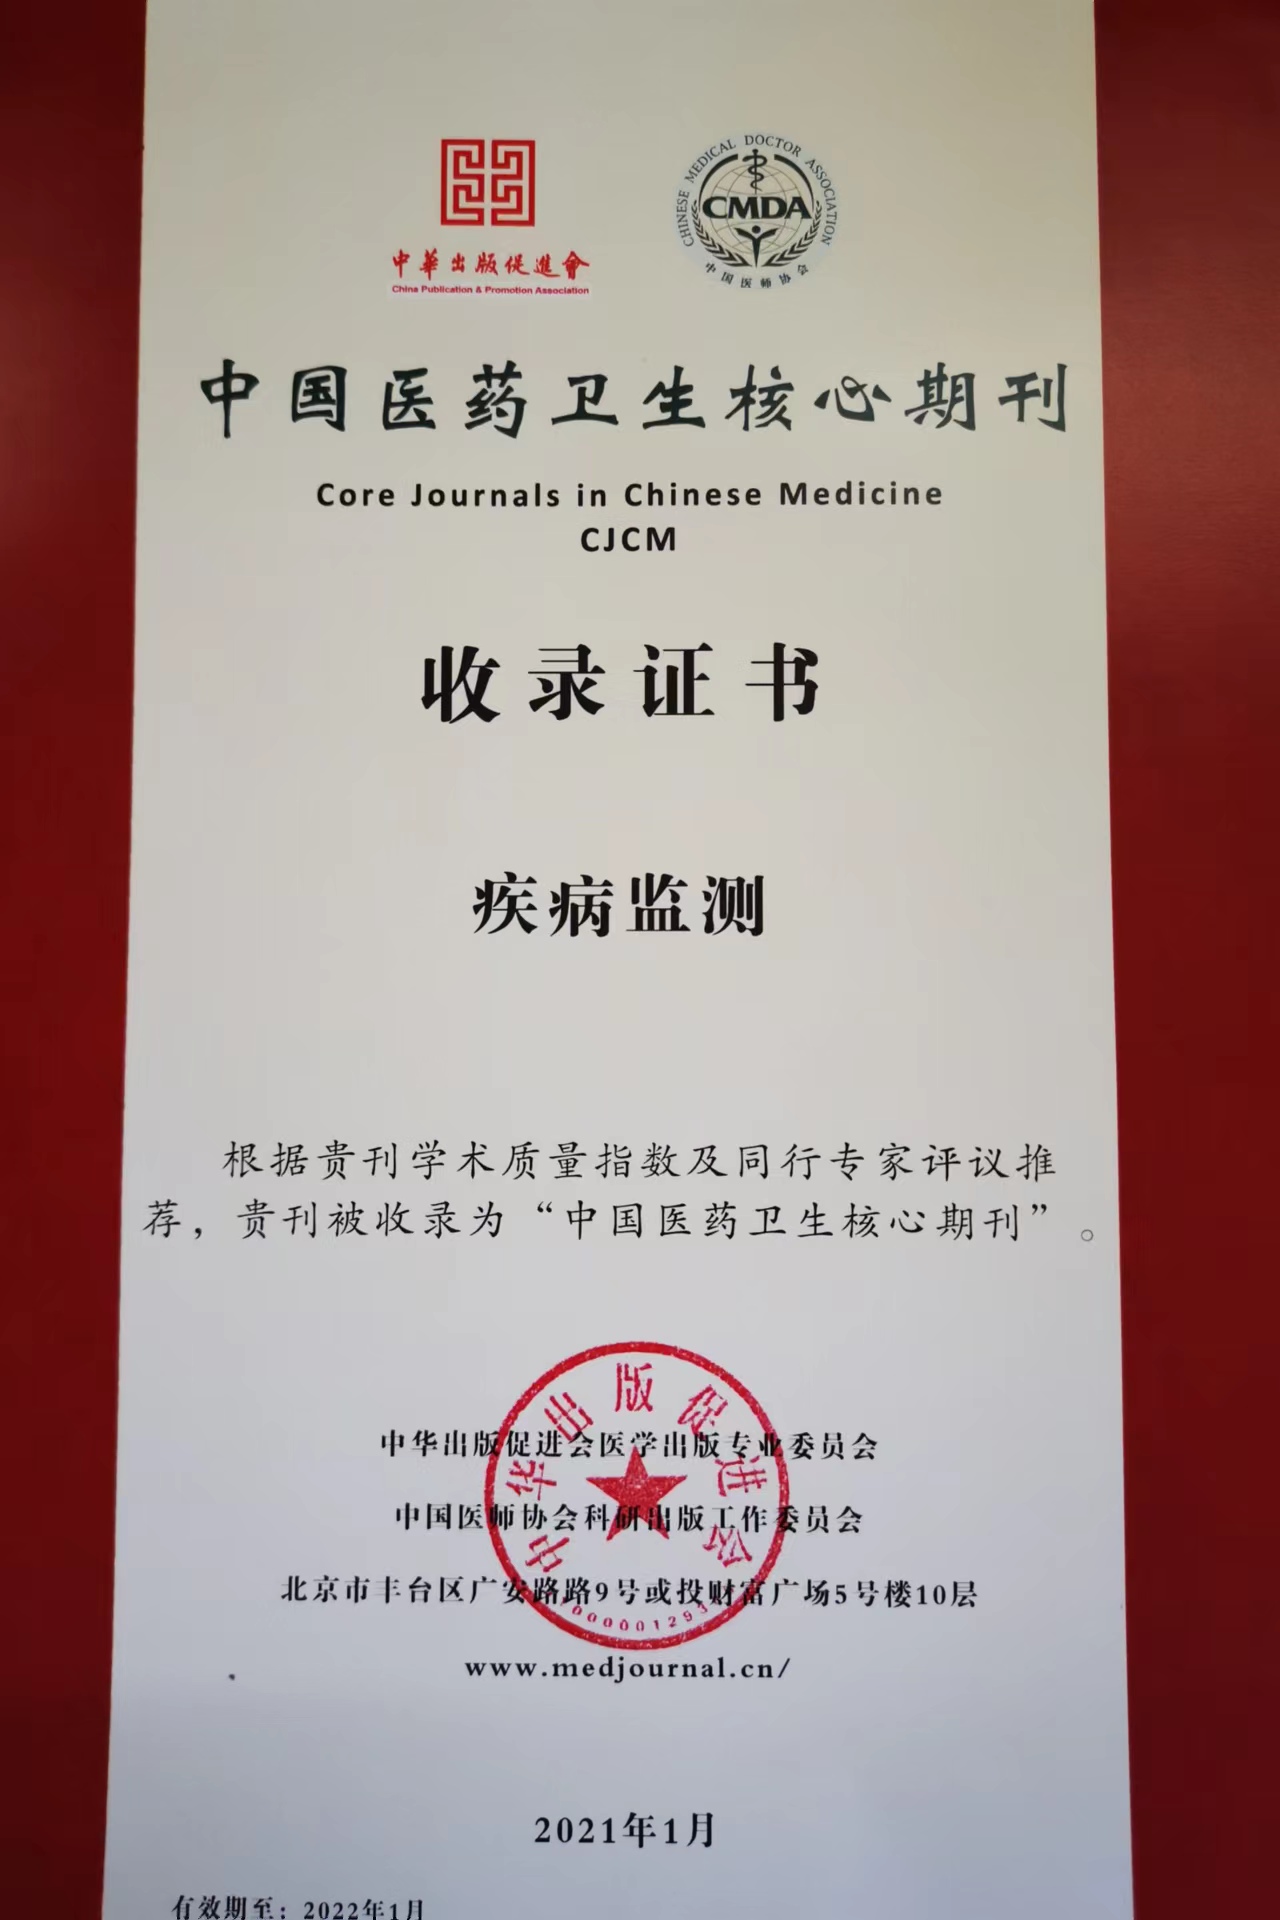 中華出版促進會
China Publication & Promotion Association
CHINESE MEDICAL DOCTOR ASSOCIATION
CMDA
中国医师协会
中国医药卫生核心期刊
Core Journals in Chinese Medicine
CJCM
收录证书
疾病监测
根据贵刊学术质量指数及同行专家评议推
荐，贵刊被收录为“中国医药卫生核心期刊”。
中华出版促进会
中华出版促进会医学出版专业委员会
中国医师协会科研出版工作委员会
北京市丰台区广安路路9号或投财富广场5号楼10层
www.medjournal.cn/
2021年1月
有效期至：2022年1月